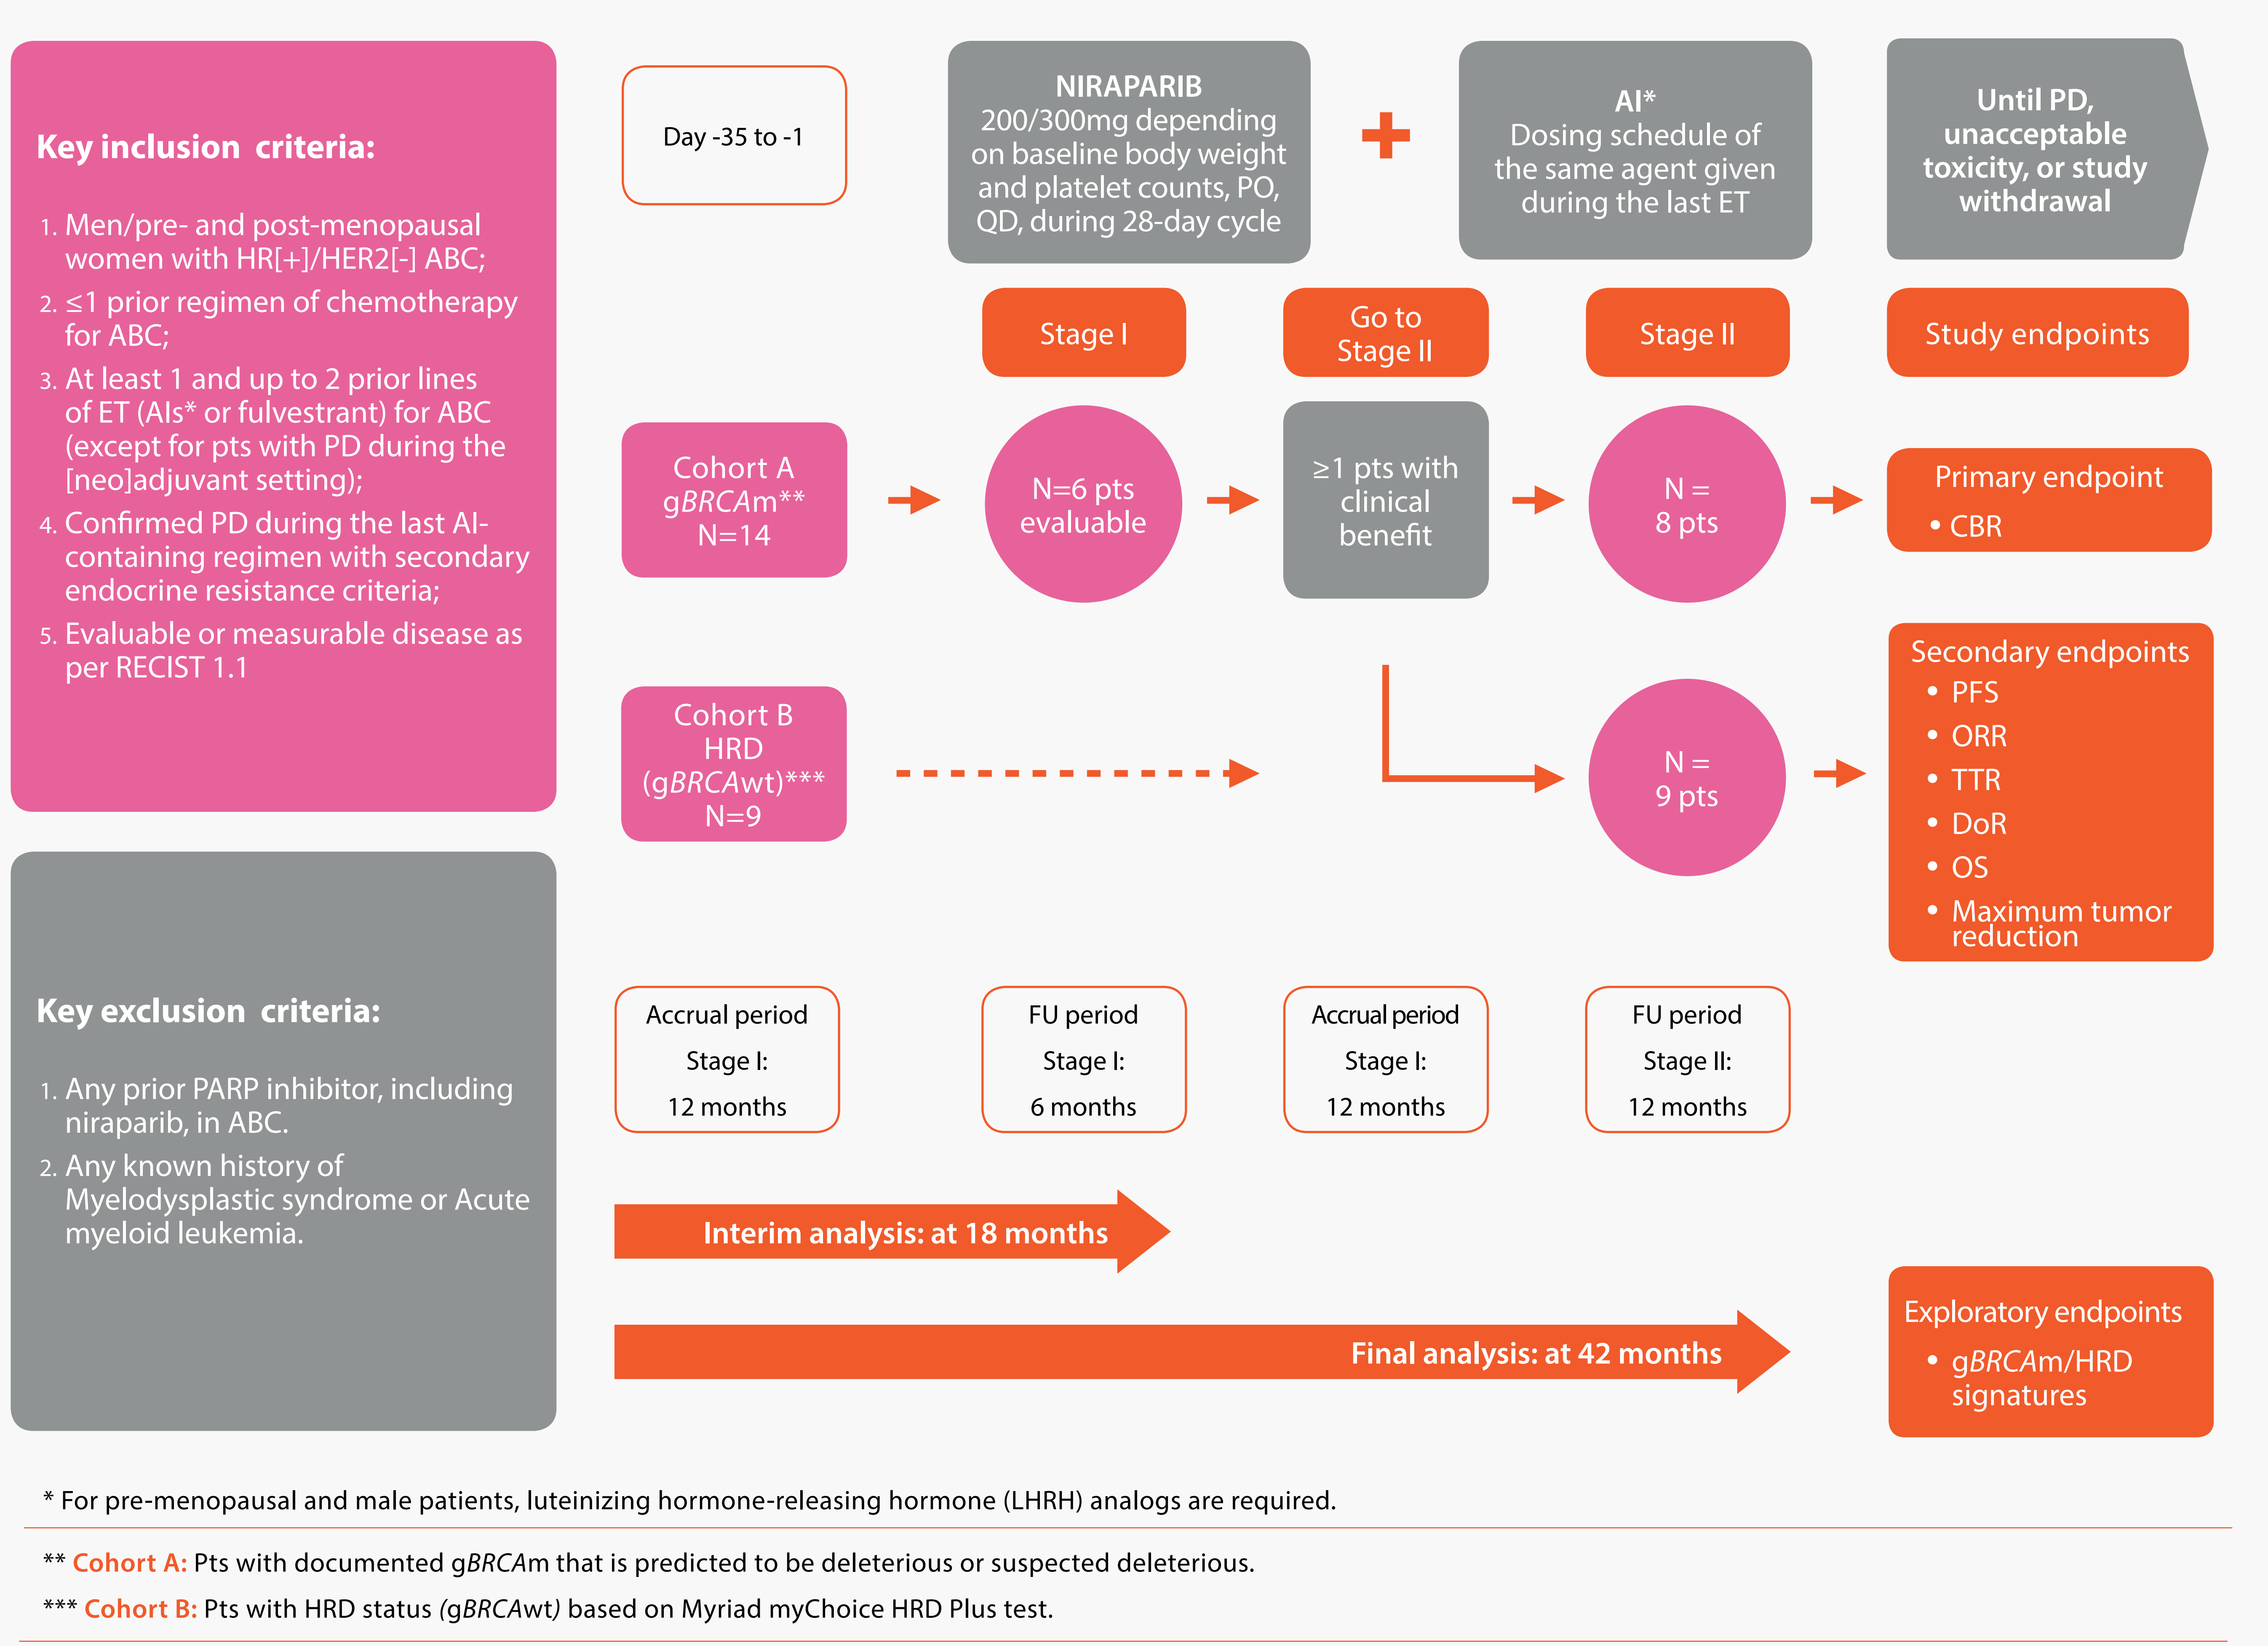 Key inclusion criteria:
1. Men/pre- and post-menopausal
women with HR[+]/HER2[-] ABC;
2. ≤1 prior regimen of chemotherapy
for ABC;
3. At least 1 and up to 2 prior lines
of ET (AIs* or fulvestrant) for ABC
(except for pts with PD during the
[neo]adjuvant setting);
4. Confirmed PD during the last AI-
containing regimen with secondary
endocrine resistance criteria;
5. Evaluable or measurable disease as
per RECIST 1.1
Key exclusion criteria:
1. Any prior PARP inhibitor, including
niraparib, in ABC.
2. Any known history of
Myelodysplastic syndrome or Acute
myeloid leukemia.
Day -35 to -1
NIRAPARIB
200/300mg depending
on baseline body weight
and platelet counts, PO,
QD, during 28-day cycle
+
AI*
Dosing schedule of
the same agent given
during the last ET
Until PD,
unacceptable
toxicity, or study
withdrawal
Stage I
Go to
Stage II
Stage II
Study endpoints
Cohort A
gBRCAm**
N=14
N=6 pts
evaluable
≥1 pts with
clinical
benefit
N =
8 pts
Primary endpoint
• CBR
Cohort B
HRD
(gBRCAwt)***
N=9
N =
9 pts
Secondary endpoints
• PFS
• ORR
• TTR
• DoR
• OS
• Maximum tumor
reduction
Accrual period
Stage I:
12 months
FU period
Stage I:
6 months
Accrual period
Stage I:
12 months
FU period
Stage II:
12 months
Interim analysis: at 18 months
Final analysis: at 42 months
Exploratory endpoints
• gBRCAm/HRD
signatures
* For pre-menopausal and male patients, luteinizing hormone-releasing hormone (LHRH) analogs are required.
** Cohort A: Pts with documented gBRCAm that is predicted to be deleterious or suspected deleterious.
*** Cohort B: Pts with HRD status (gBRCAwt) based on Myriad myChoice HRD Plus test.